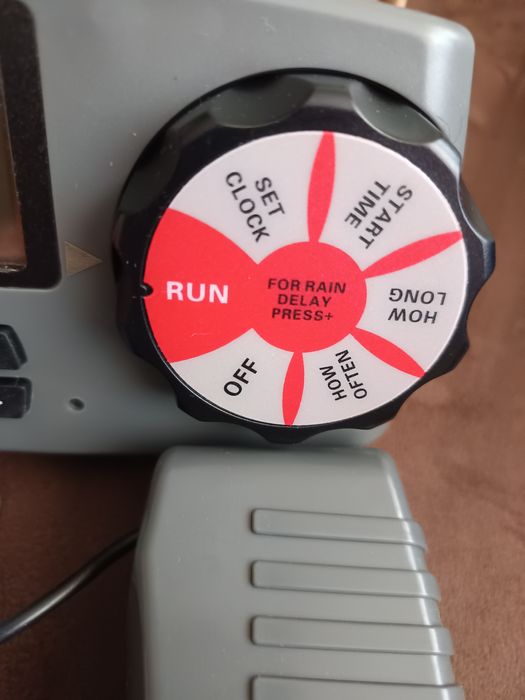 SET
CLOCK
START
TIME
HOW
LONG
HOW
OFTEN
OFF
RUN
FOR RAIN
DELAY
PRESS+